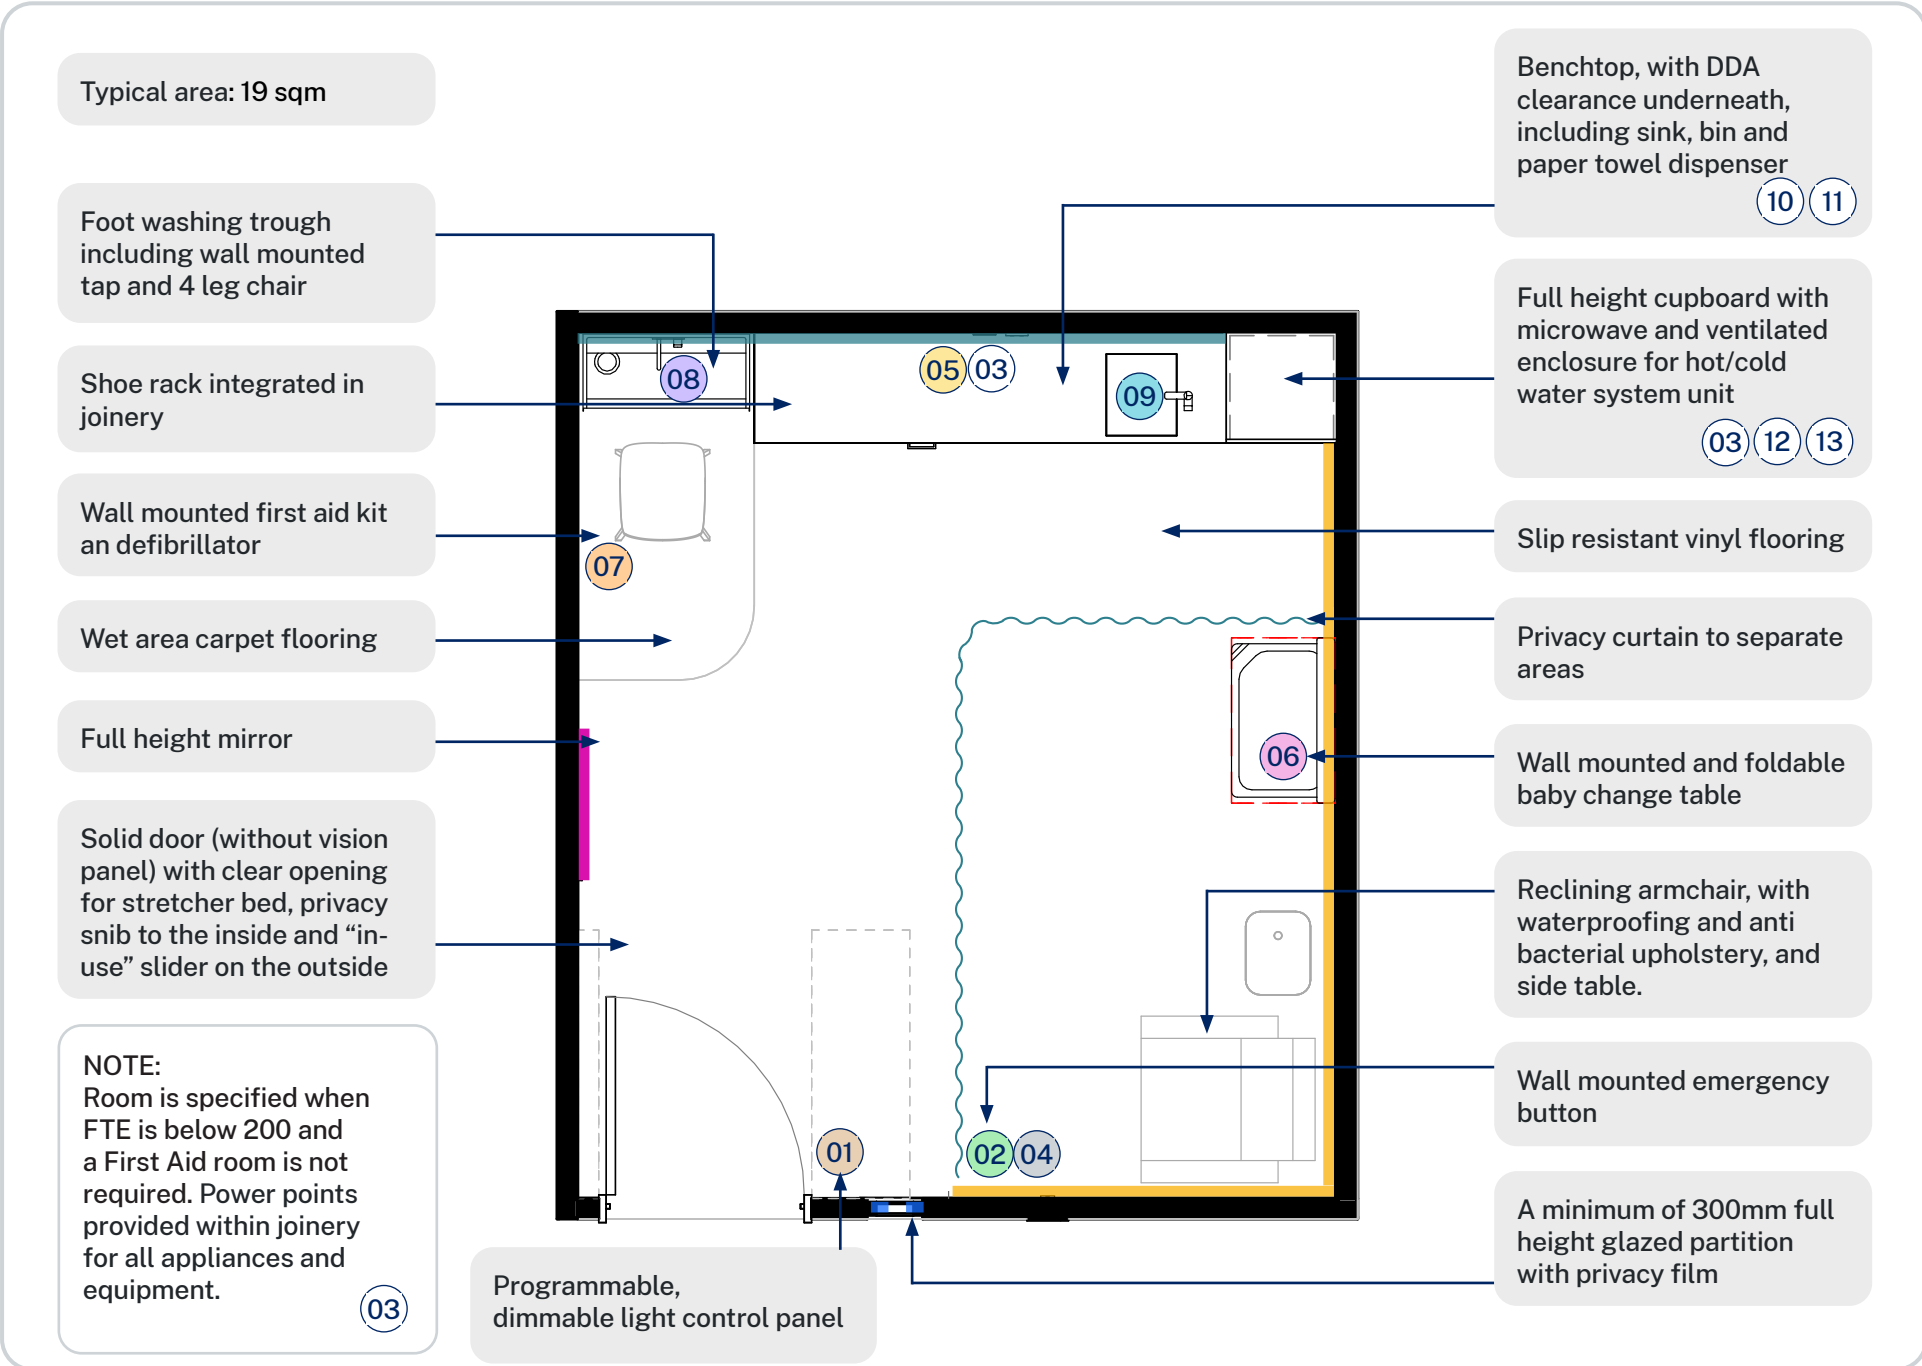 Typical area: 19 sqm
Foot washing trough
including wall mounted
tap and 4 leg chair
Shoe rack integrated in
joinery
Wall mounted first aid kit
an defibrillator
Wet area carpet flooring
Full height mirror
Solid door (without vision
panel) with clear opening
for stretcher bed, privacy
snib to the inside and “in-
use” slider on the outside
NOTE:
Room is specified when
FTE is below 200 and
a First Aid room is not
required. Power points
provided within joinery
for all appliances and
equipment.
03
08
05 03
09
07
06
01
02 04
Programmable,
dimmable light control panel
Benchtop, with DDA
clearance underneath,
including sink, bin and
paper towel dispenser
10 11
Full height cupboard with
microwave and ventilated
enclosure for hot/cold
water system unit
03 12 13
Slip resistant vinyl flooring
Privacy curtain to separate
areas
Wall mounted and foldable
baby change table
Reclining armchair, with
waterproofing and anti
bacterial upholstery, and
side table.
Wall mounted emergency
button
A minimum of 300mm full
height glazed partition
with privacy film